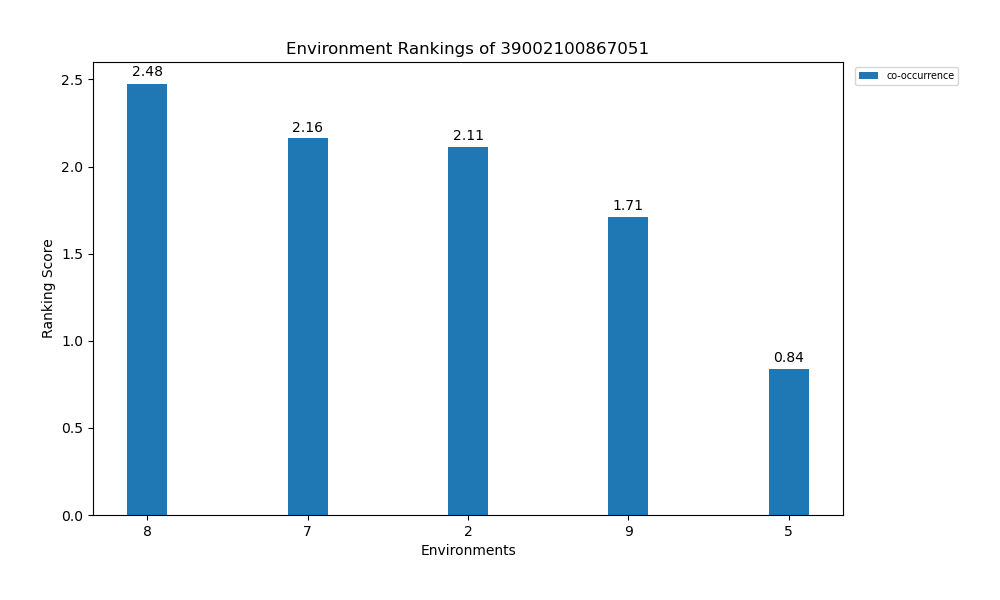 Environment Rankings of 39002100867051
co-occurrence
2.48
2.16
2.11
1.71
0.84
2.5
2.0
1.5
1.0
0.5
0.0
Ranking Score
8 7 2 9 5
Environments